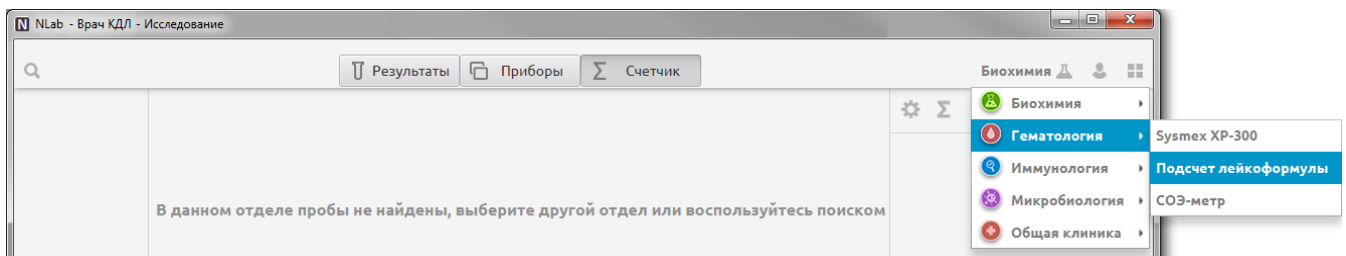 NLab - Врач КДЛ - Исследование
Результаты Приборы Σ Счетчик Биохимия
Σ
Биохимия
Гематология
Иммунология
Микробиология
Общая клиника
Sysmex XP-300
Подсчет лейкоформулы
СОЭ-метр
В данном отделе пробы не найдены, выберите другой отдел или воспользуйтесь поиском